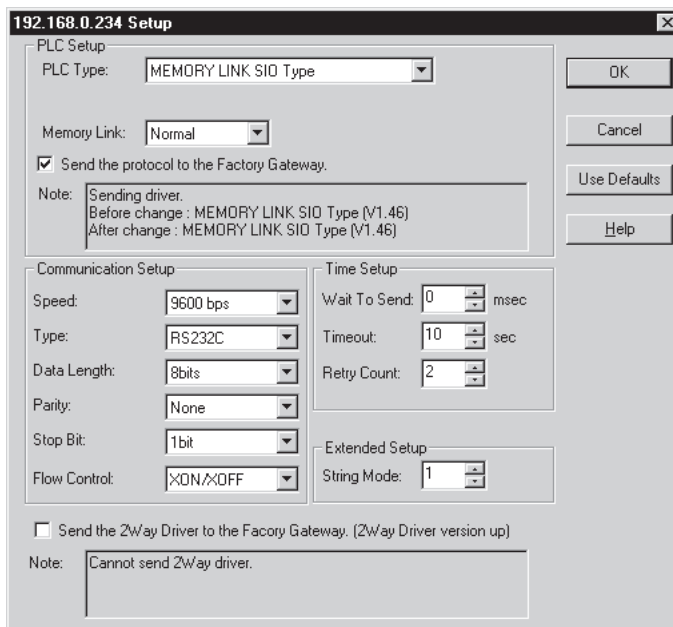 192.168.0.234 Setup
PLC Setup
PLC Type: MEMORY LINK SIO Type
OK
Memory Link: Normal
Cancel
Send the protocol to the Factory Gateway.
Use Defaults
Note: Sending driver.
Before change : MEMORY LINK SIO Type (V1.46)
After change : MEMORY LINK SIO Type (V1.46)
Help
Communication Setup
Speed: 9600 bps
Type: RS232C
Data Length: 8bits
Parity: None
Stop Bit: 1bit
Flow Control: XON/XOFF
Time Setup
Wait To Send: 0 msec
Timeout: 10 sec
Retry Count: 2
Extended Setup
String Mode: 1
Send the 2Way Driver to the Facory Gateway. (2Way Driver version up)
Note: Cannot send 2Way driver.